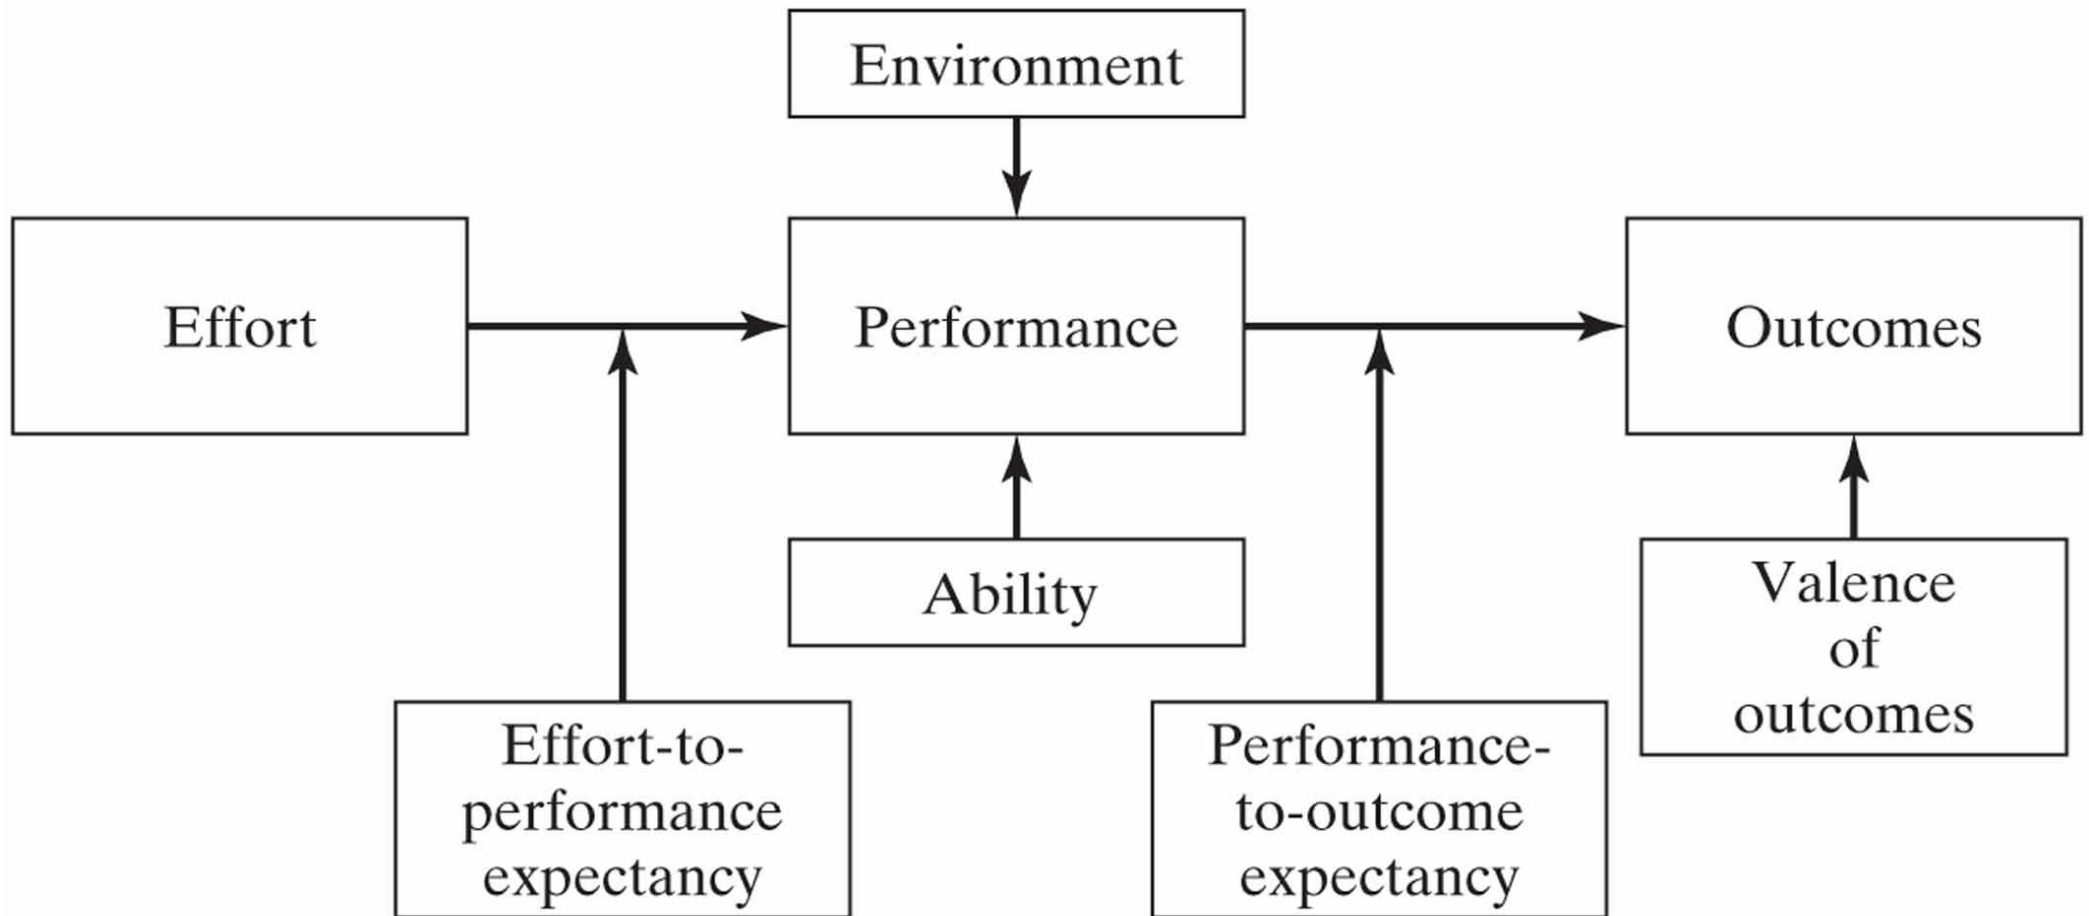 Environment
Effort
Performance
Outcomes
Ability
Valence
of
outcomes
Effort-to-
performance
expectancy
Performance-
to-outcome
expectancy